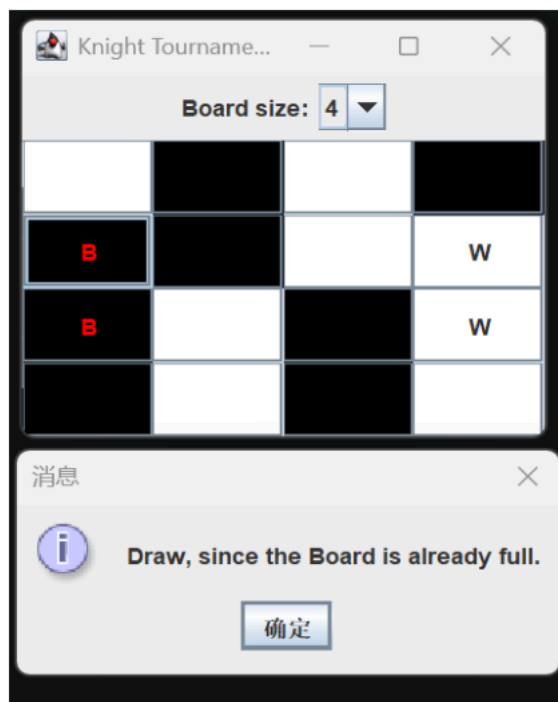 Knight Tourname...
Board size: 4
B W
B W
消息
Draw, since the Board is already full.
确定